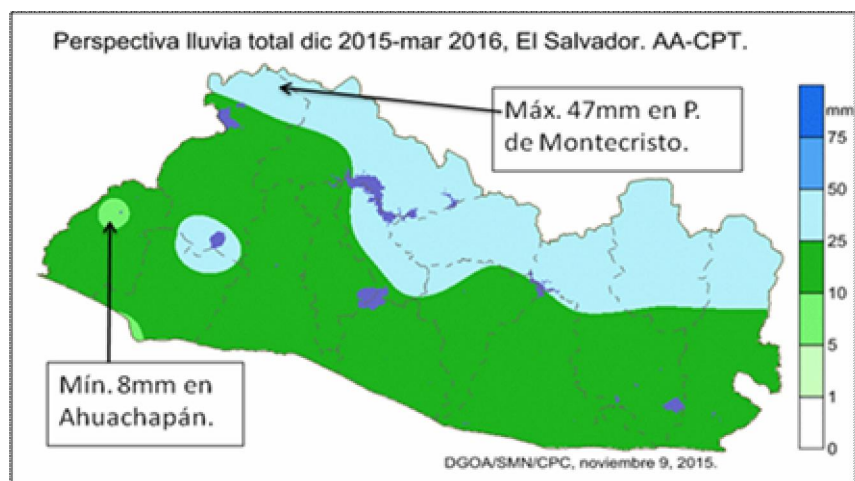 Perspectiva lluvia total dic 2015-mar 2016, El Salvador. AA-CPT.
Máx. 47mm en P.
de Montecristo.
mm
75
50
25
10
5
1
0
Mín. 8mm en
Ahuachapán.
DGOA/SMN/CPC, noviembre 9, 2015.